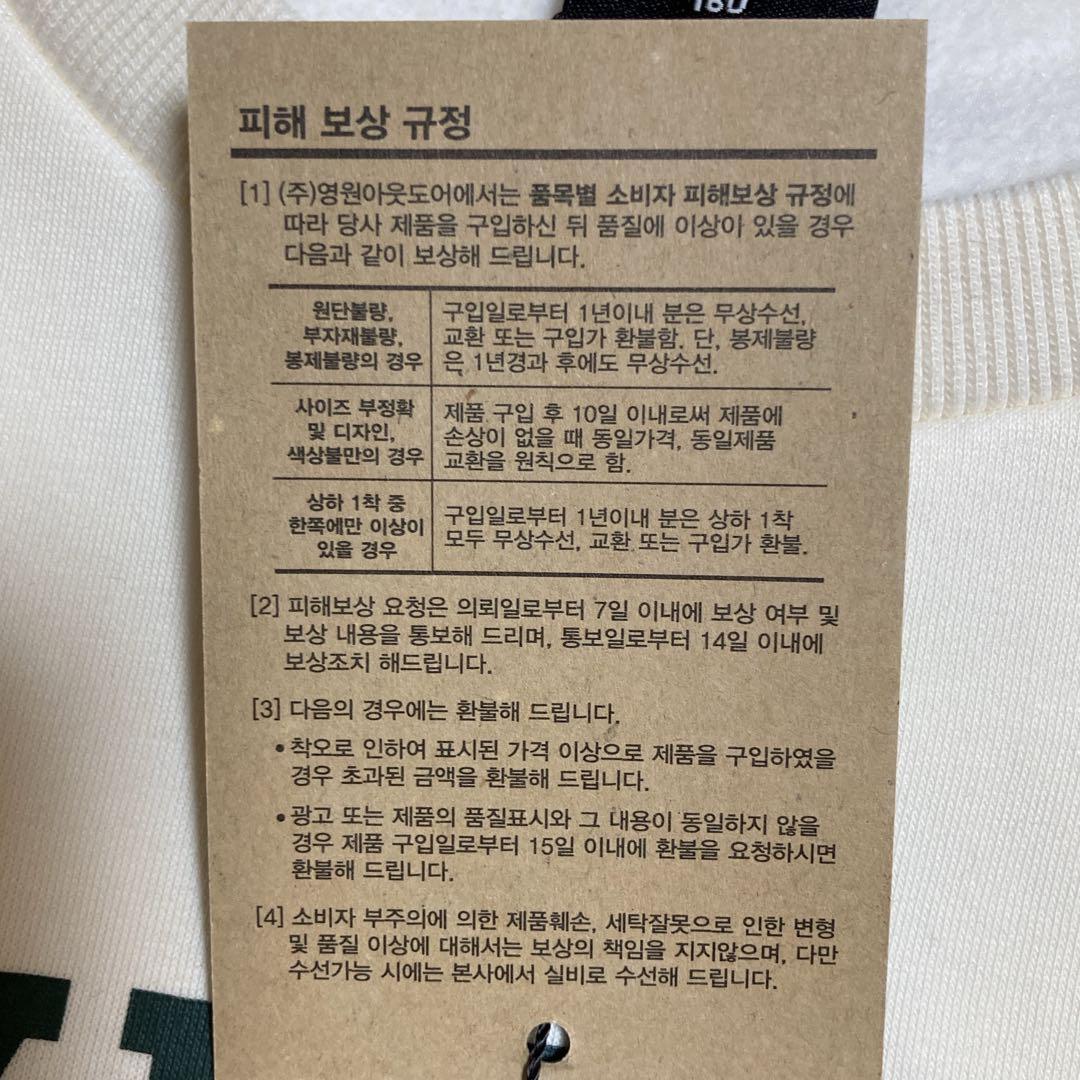 160
피해 보상 규정
[1] (주)영원아웃도어에서는 품목별 소비자 피해보상 규정에
따라 당사 제품을 구입하신 뒤 품질에 이상이 있을 경우
다음과 같이 보상해 드립니다.
원단불량,
부자재불량,
봉제불량의 경우
구입일로부터 1년이내 분은 무상수선,
교환 또는 구입가 환불함. 단, 봉제불량
은 1년경과 후에도 무상수선.
사이즈 부정확
및 디자인,
색상불만의 경우
제품 구입 후 10일 이내로써 제품에
손상이 없을 때 동일가격, 동일제품
교환을 원칙으로 함.
상하 1착 중
한쪽에만 이상이
있을 경우
구입일로부터 1년이내 분은 상하 1착
모두 무상수선, 교환 또는 구입가 환불.
[2] 피해보상 요청은 의뢰일로부터 7일 이내에 보상 여부 및
보상 내용을 통보해 드리며, 통보일로부터 14일 이내에
보상조치 해드립니다.
[3] 다음의 경우에는 환불해 드립니다.
• 착오로 인하여 표시된 가격 이상으로 제품을 구입하였을
경우 초과된 금액을 환불해 드립니다.
• 광고 또는 제품의 품질표시와 그 내용이 동일하지 않을
경우 제품 구입일로부터 15일 이내에 환불을 요청하시면
환불해 드립니다.
[4] 소비자 부주의에 의한 제품훼손, 세탁잘못으로 인한 변형
및 품질 이상에 대해서는 보상의 책임을 지지않으며, 다만
수선가능 시에는 본사에서 실비로 수선해 드립니다.